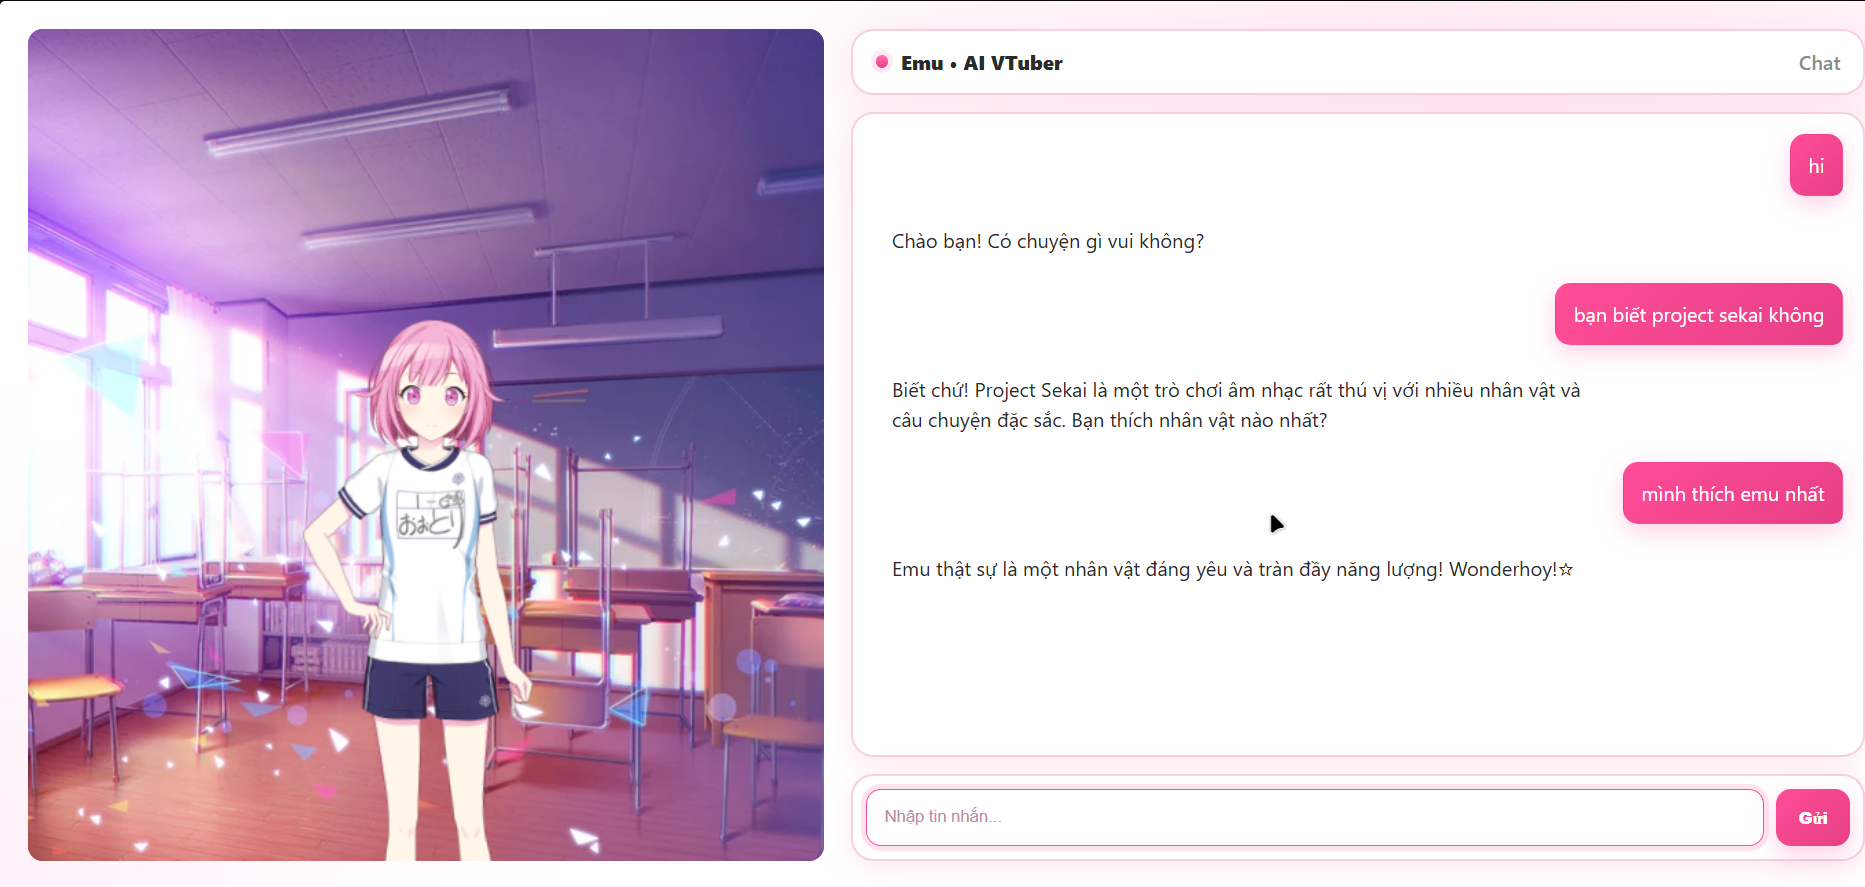 Emu • AI VTuber
Chat
hi
Chào bạn! Có chuyện gì vui không?
bạn biết project sekai không
Biết chứ! Project Sekai là một trò chơi âm nhạc rất thú vị với nhiều nhân vật và
câu chuyện đặc sắc. Bạn thích nhân vật nào nhất?
mình thích emu nhất
Emu thật sự là một nhân vật đáng yêu và tràn đầy năng lượng! Wonderhoy!☆
Nhập tin nhắn...
Gửi
おおとり